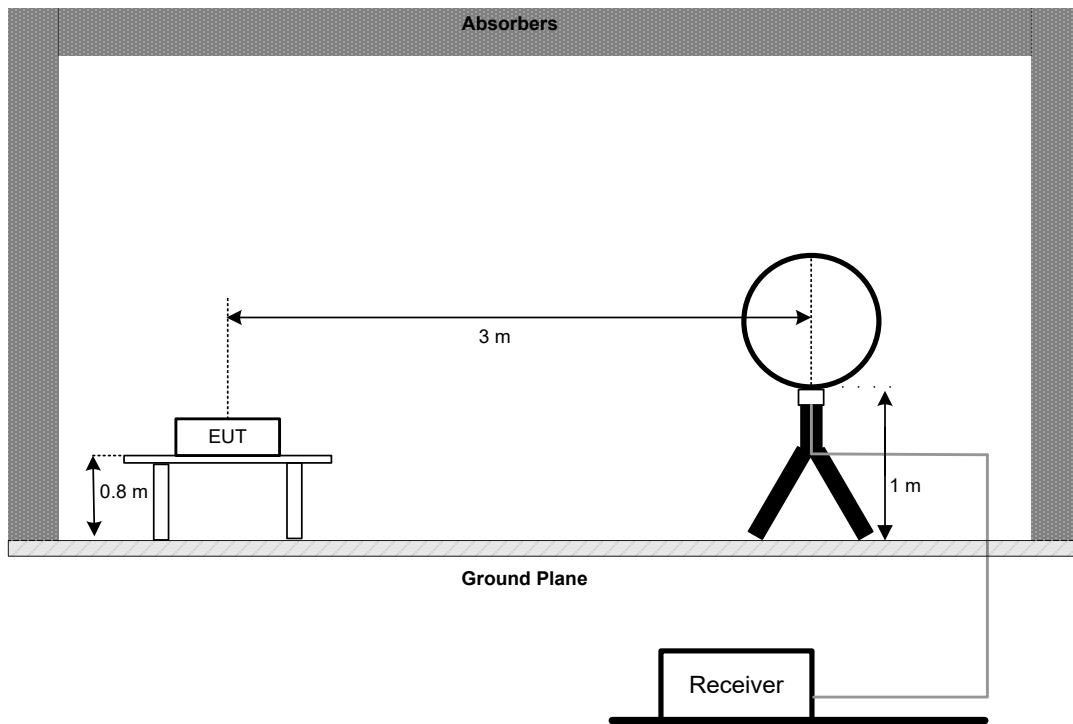 Absorbers
3 m
EUT
0.8 m
1 m
Ground Plane
Receiver